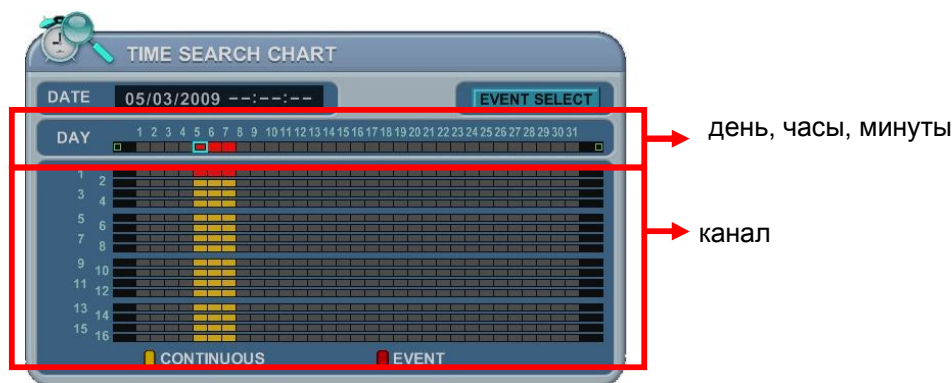 TIME SEARCH CHART
DATE 05/03/2009 --:--:-- EVENT SELECT
DAY 1 2 3 4 5 6 7 8 9 10 11 12 13 14 15 16 17 18 19 20 21 22 23 24 25 26 27 28 29 30 31
день, часы, минуты
1
2
3
4
5
6
7
8
канал
9
10
11
12
13
14
15
16
CONTINUOUS EVENT